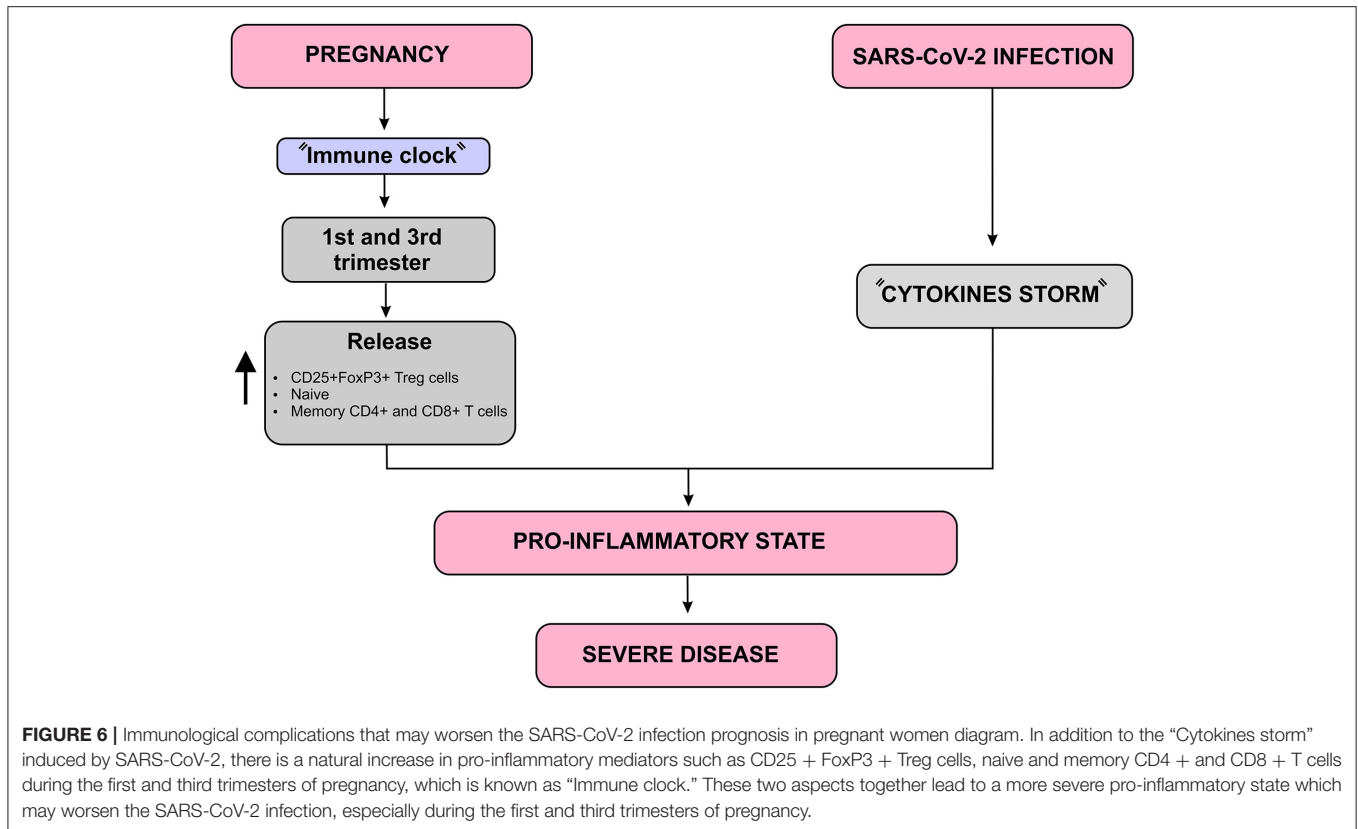 PREGNANCY
SARS-CoV-2 INFECTION
"Immune clock"
1st and 3rd
trimester
"CYTOKINES STORM"
Release
• CD25+FoxP3+ Treg cells
• Naive
• Memory CD4+ and CD8+ T cells
PRO-INFLAMMATORY STATE
SEVERE DISEASE
FIGURE 6 | Immunological complications that may worsen the SARS-CoV-2 infection prognosis in pregnant women diagram. In addition to the “Cytokines storm”
induced by SARS-CoV-2, there is a natural increase in pro-inflammatory mediators such as CD25 + FoxP3 + Treg cells, naive and memory CD4 + and CD8 + T cells
during the first and third trimesters of pregnancy, which is known as “Immune clock.” These two aspects together lead to a more severe pro-inflammatory state which
may worsen the SARS-CoV-2 infection, especially during the first and third trimesters of pregnancy.